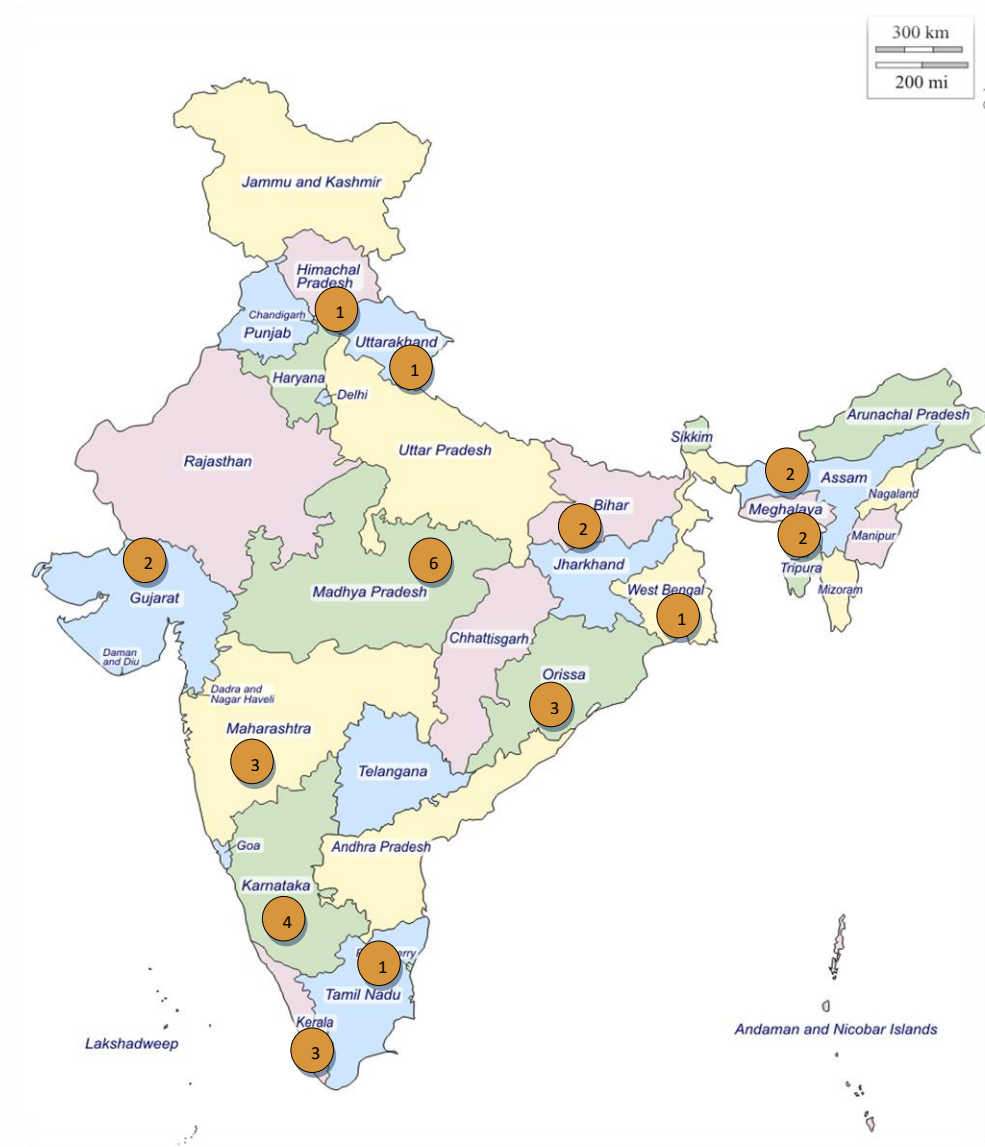 300 km
200 mi
Jammu and Kashmir
Himachal
Pradesh
1
Chandigarh
Punjab
Uttarakhand
1
Haryana
Delhi
Arunachal Pradesh
Sikkim
Uttar Pradesh
Rajasthan
2
Assam
Nagaland
Bihar
Meghalaya
2
2
Manipur
2
6
Jharkhand
Tripura
Madhya Pradesh
West Bengal
Mizoram
Gujarat
1
Chhattisgarh
Daman
and Diu
Orissa
Dadra and
Nagar Haveli
3
Maharashtra
3
Telangana
Goa
Andhra Pradesh
Karnataka
4
erry
1
Tamil Nadu
Kerala
3
Lakshadweep
Andaman and Nicobar Islands